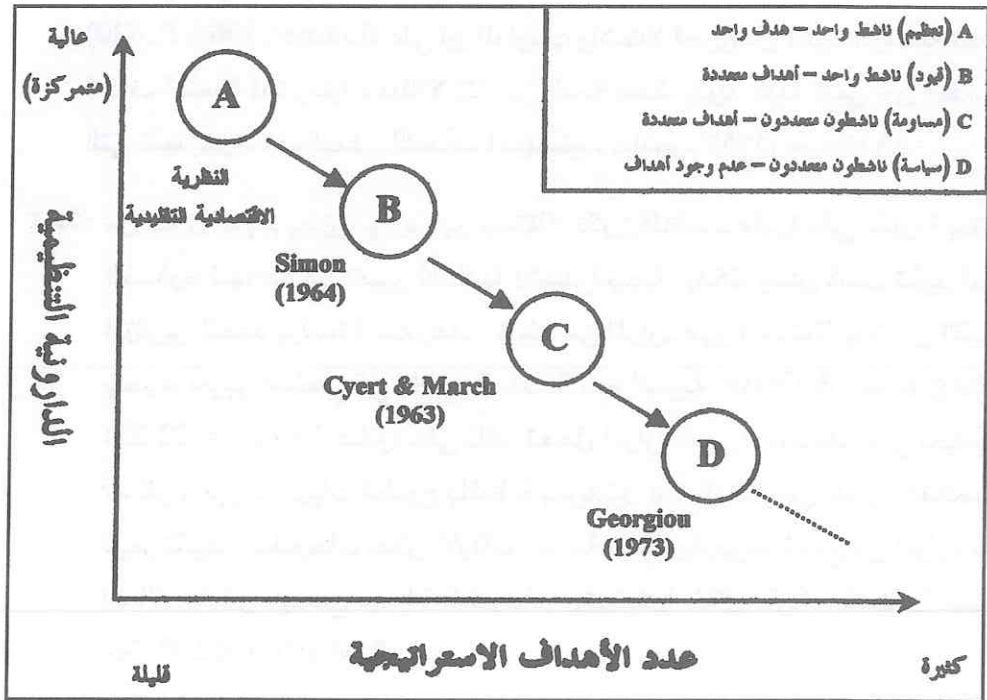 عالية
(متمركزة)
A (تعظيم) ناشط واحد – هدف واحد
B (قيود) ناشط واحد – أهداف متعددة
C (مساومة) ناشطون متعددون – أهداف متعددة
D (سياسة) ناشطون متعددون – عدم وجود أهداف
A
النظرية
الاقتصادية التقليدية
B
Simon
(1964)
C
Cyert & March
(1963)
D
Georgiou
(1973)
الدارونية التنظيمية
عدد الأهداف الاستراتيجية
قليلة
كثيرة